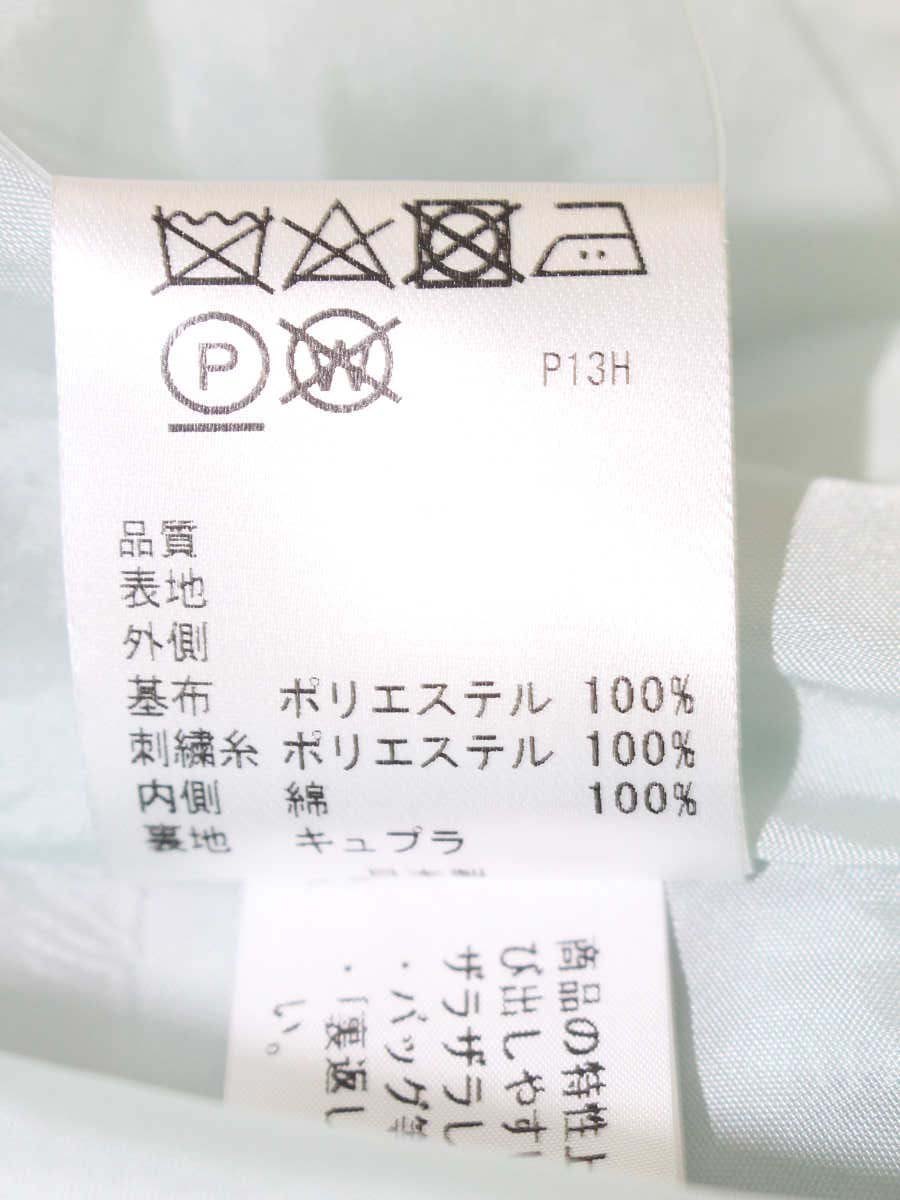 P
W
P13H
品質
表地
外側
基布 ポリエステル 100%
刺繍糸 ポリエステル 100%
内側 綿 100%
裏地 キュプラ
商品の特性上
び出しやす
ザラザラし
・バッグ等
・「裏返し
い。